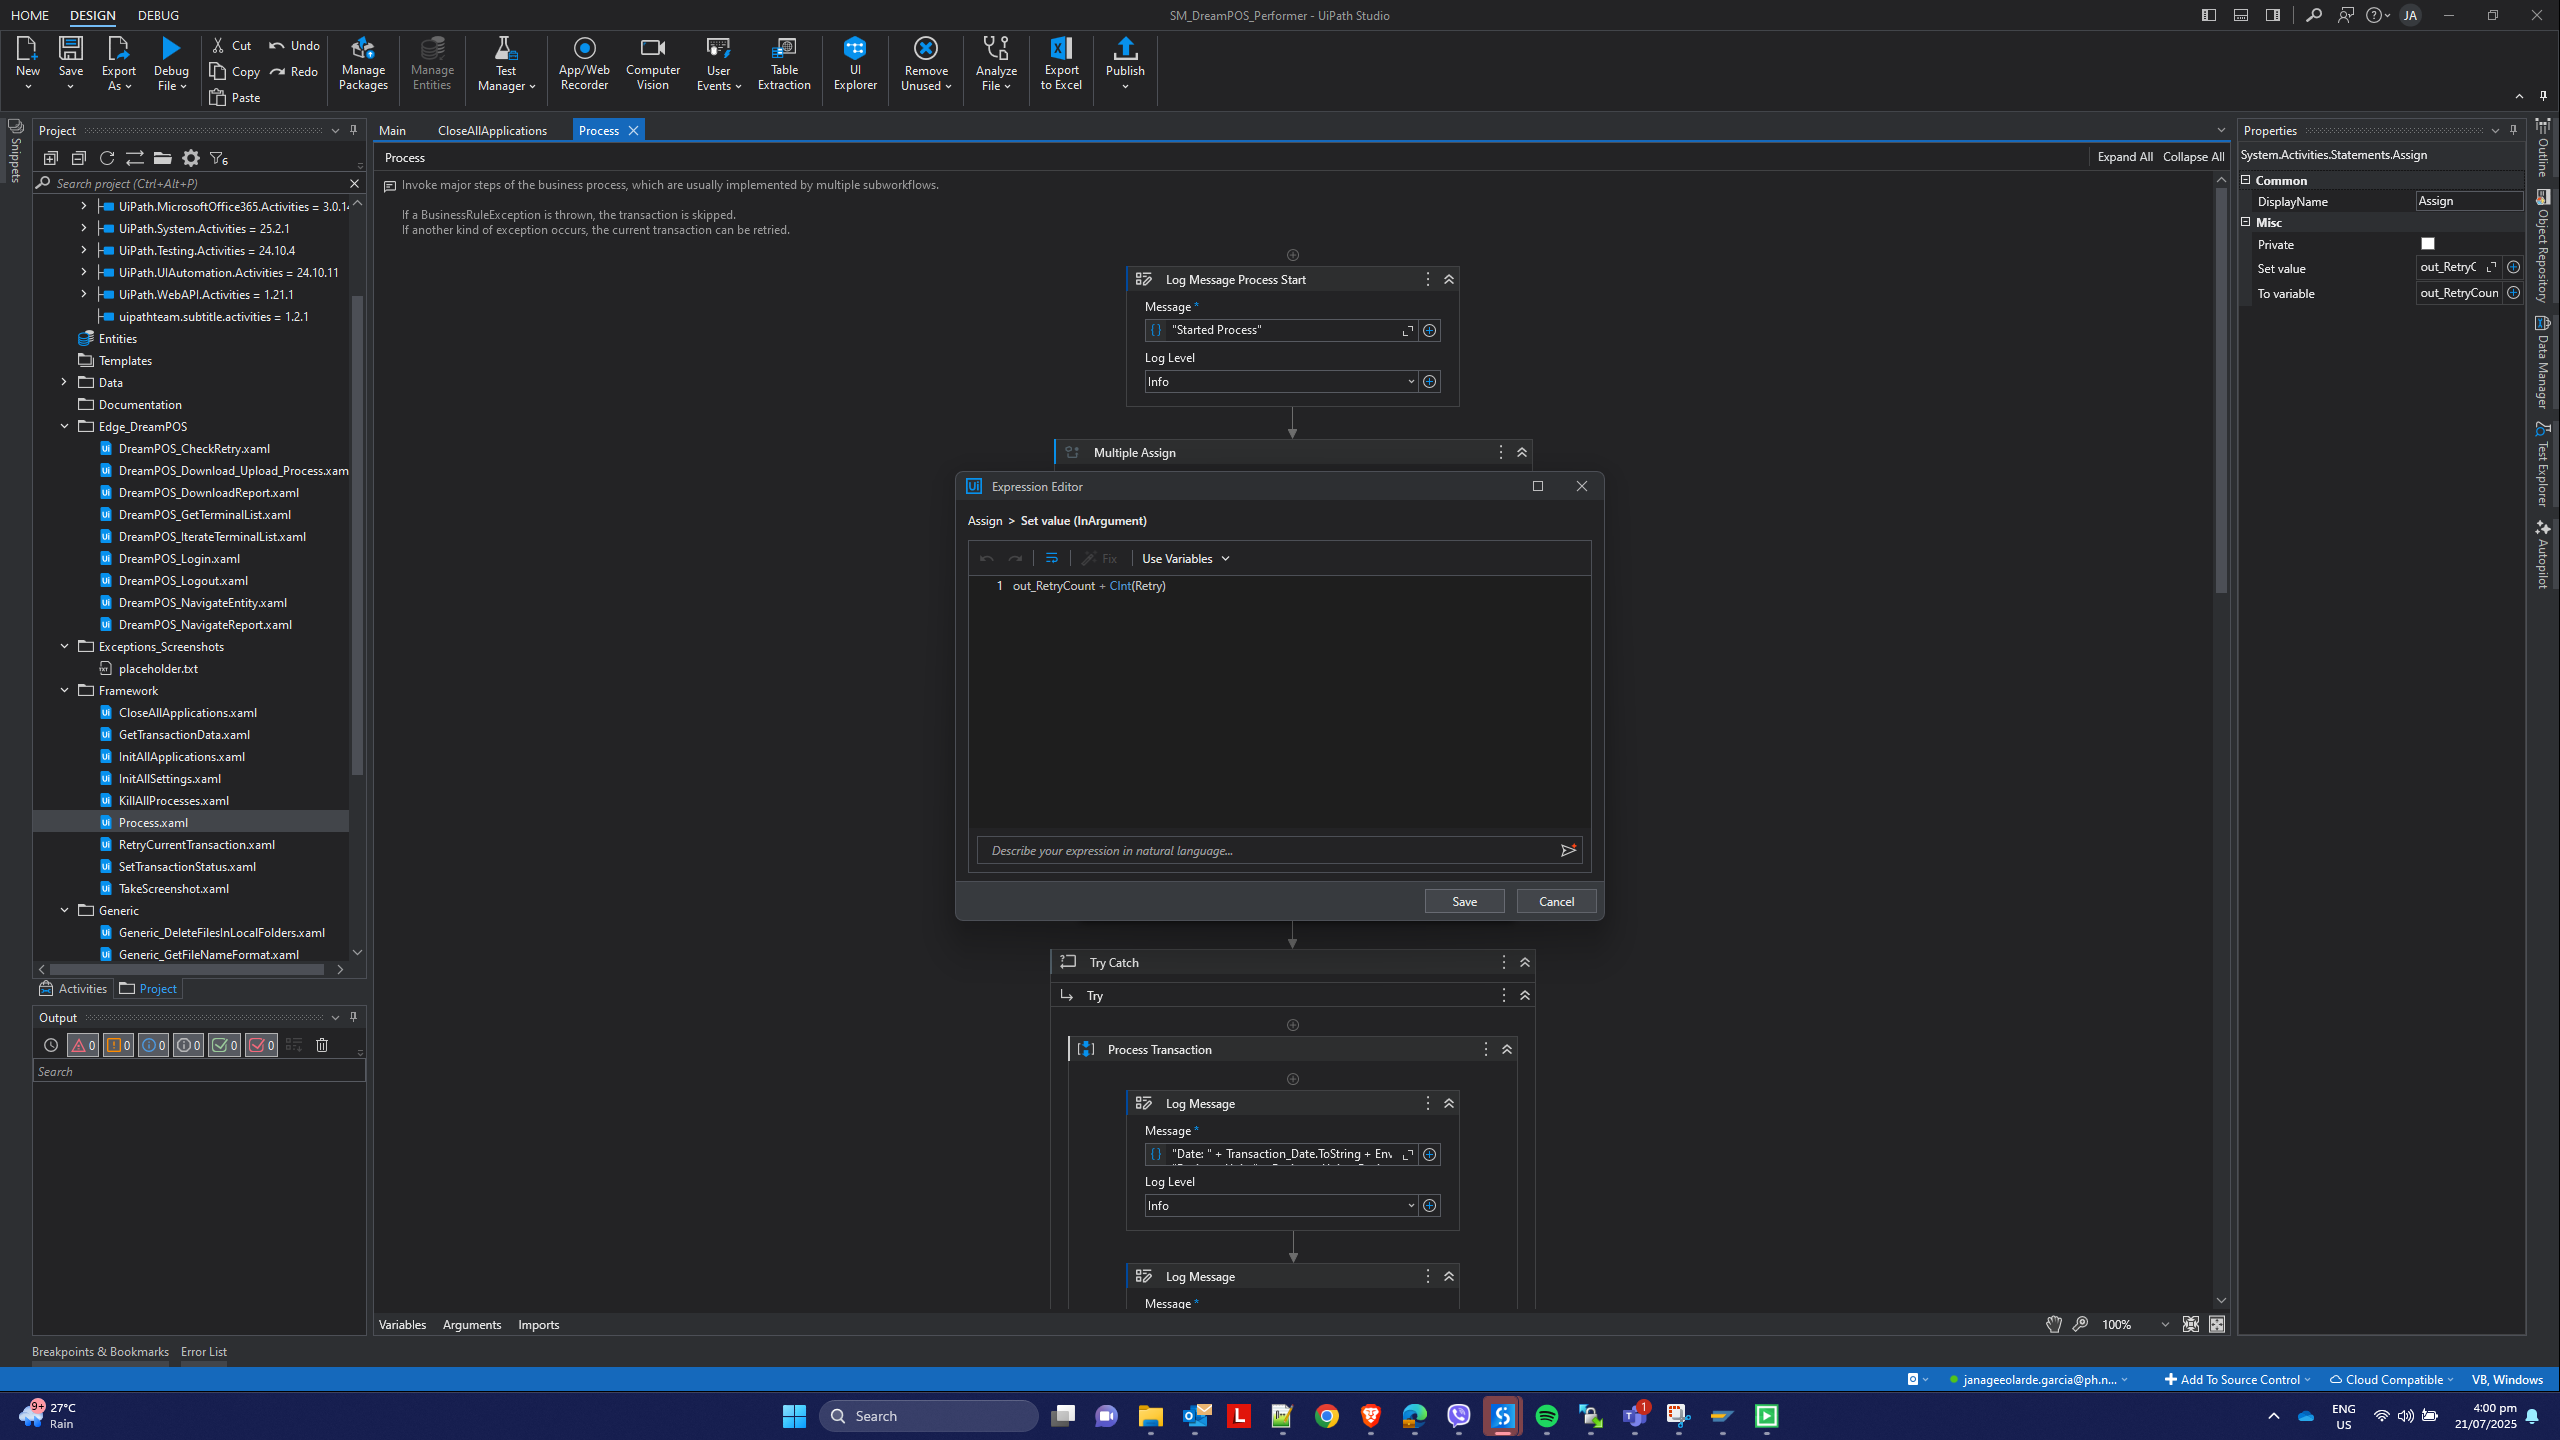 HOME DESIGN DEBUG
SM_DreamPOS_Performer - UiPath Studio
JA
New
Save
Export As
Debug File
Cut
Copy
Paste
Undo
Redo
Manage Packages
Manage Entities
Test Manager
App/Web Recorder
Computer Vision
User Events
Table Extraction
UI Explorer
Remove Unused
Analyze File
Export to Excel
Publish
Snippets
Project
6
Search project (Ctrl+Alt+P)
UiPath.MicrosoftOffice365.Activities = 3.0.14
UiPath.System.Activities = 25.2.1
UiPath.Testing.Activities = 24.10.4
UiPath.UIAutomation.Activities = 24.10.11
UiPath.WebAPI.Activities = 1.21.1
uipathteam.subtitle.activities = 1.2.1
Entities
Templates
Data
Documentation
Edge_DreamPOS
DreamPOS_CheckRetry.xaml
DreamPOS_Download_Upload_Process.xam
DreamPOS_DownloadReport.xaml
DreamPOS_GetTerminalList.xaml
DreamPOS_IterateTerminalList.xaml
DreamPOS_Login.xaml
DreamPOS_Logout.xaml
DreamPOS_NavigateEntity.xaml
DreamPOS_NavigateReport.xaml
Exceptions_Screenshots
placeholder.txt
Framework
CloseAllApplications.xaml
GetTransactionData.xaml
InitAllApplications.xaml
InitAllSettings.xaml
KillAllProcesses.xaml
Process.xaml
RetryCurrentTransaction.xaml
SetTransactionStatus.xaml
TakeScreenshot.xaml
Generic
Generic_DeleteFilesInLocalFolders.xaml
Generic_GetFileNameFormat.xaml
Activities Project
Output
0 0 0 0 0 0
Search
Breakpoints & Bookmarks Error List
Main CloseAllApplications Process
Process
Expand All Collapse All
Invoke major steps of the business process, which are usually implemented by multiple subworkflows.
If a BusinessRuleException is thrown, the transaction is skipped.
If another kind of exception occurs, the current transaction can be retried.
Log Message Process Start
Message *
"Started Process"
Log Level
Info
Multiple Assign
Expression Editor
Assign > Set value (InArgument)
Fix Use Variables
1 out_RetryCount + CInt(Retry)
Describe your expression in natural language...
Save Cancel
Try Catch
Try
Process Transaction
Log Message
Message *
"Date: " + Transaction_Date.ToString + Env
Log Level
Info
Log Message
Message *
Variables Arguments Imports
100%
Properties
System.Activities.Statements.Assign
Common
DisplayName Assign
Misc
Private
Set value out_RetryC
To variable out_RetryCoun
Outline
Object Repository
Data Manager
Test Explorer
Autopilot
janageeolarde.garcia@ph.n...
Add To Source Control
Cloud Compatible
VB, Windows
9+
27°C
Rain
Search
1
ENG
US
4:00 pm
21/07/2025